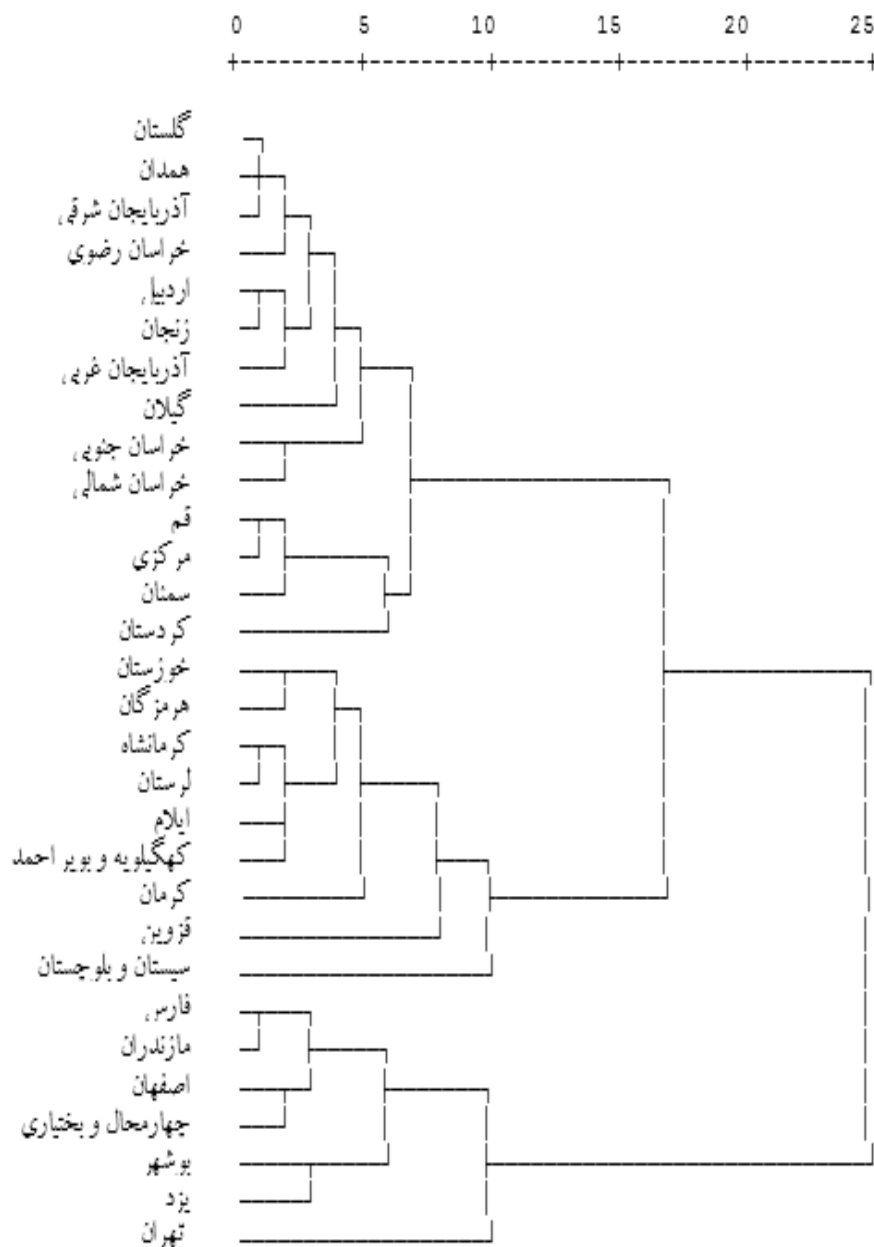 0 5 10 15 20 25
گلستان
همدان
آذربایجان شرقی
خراسان رضوی
اردبیل
زنجان
آذربایجان غربی
گیلان
خراسان جنوبی
خراسان شمالی
قم
مرکزی
سمنان
کردستان
خوزستان
هرمزگان
کرمانشاه
لرستان
ایلام
کهگیلویه و بویر احمد
کرمان
قزوین
سیستان و بلوچستان
فارس
مازندران
اصفهان
چهارمحال و بختیاری
بوشهر
یزد
تهران